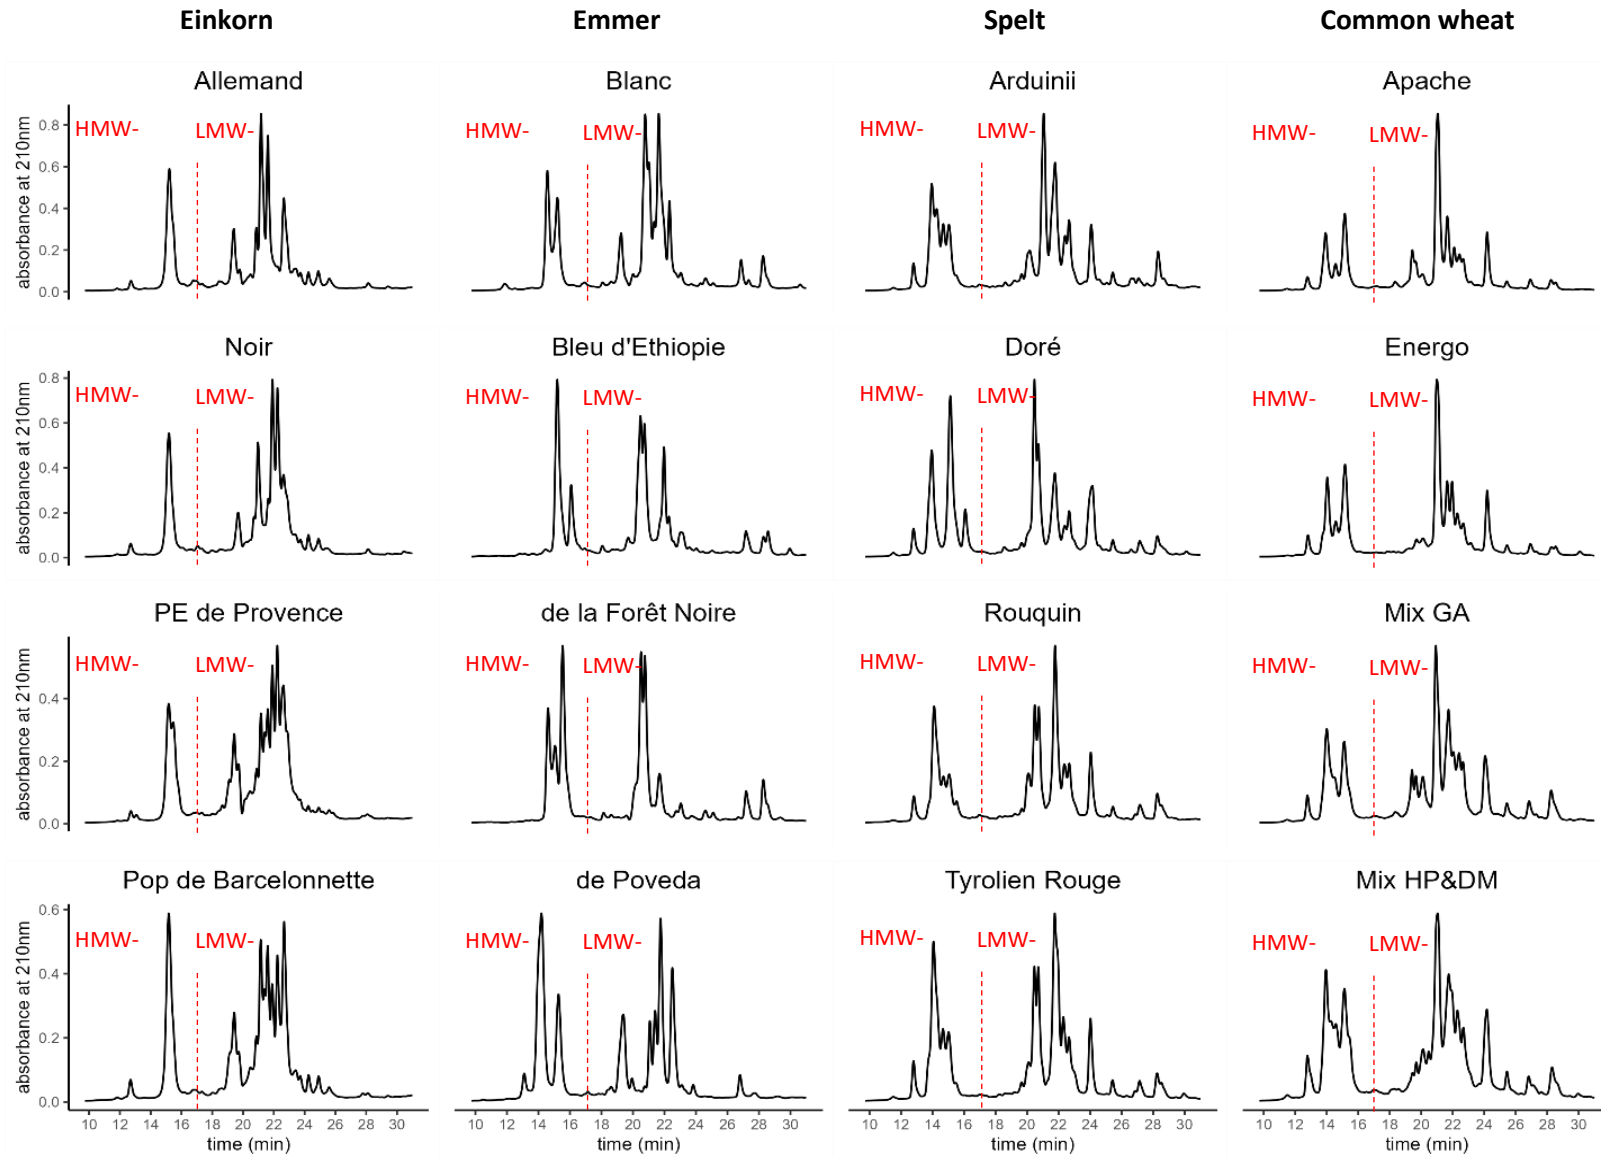 Einkorn Emmer Spelt Common wheat
Allemand Blanc Arduinii Apache
HMW- LMW- HMW- LMW- HMW- LMW- HMW- LMW-
absorbance at 210nm
0.8
0.6
0.4
0.2
0.0
Noir Bleu d'Ethiopie Doré Energo
HMW- LMW- HMW- LMW- HMW- LMW- HMW- LMW-
absorbance at 210nm
0.8
0.6
0.4
0.2
0.0
PE de Provence de la Forêt Noire Rouquin Mix GA
HMW- LMW- HMW- LMW- HMW- LMW- HMW- LMW-
absorbance at 210nm
0.4
0.2
0.0
Pop de Barcelonnette de Poveda Tyrolien Rouge Mix HP&DM
HMW- LMW- HMW- LMW- HMW- LMW- HMW- LMW-
absorbance at 210nm
0.6
0.4
0.2
0.0
10 12 14 16 18 20 22 24 26 28 30 10 12 14 16 18 20 22 24 26 28 30 10 12 14 16 18 20 22 24 26 28 30 10 12 14 16 18 20 22 24 26 28 30
time (min) time (min) time (min) time (min)